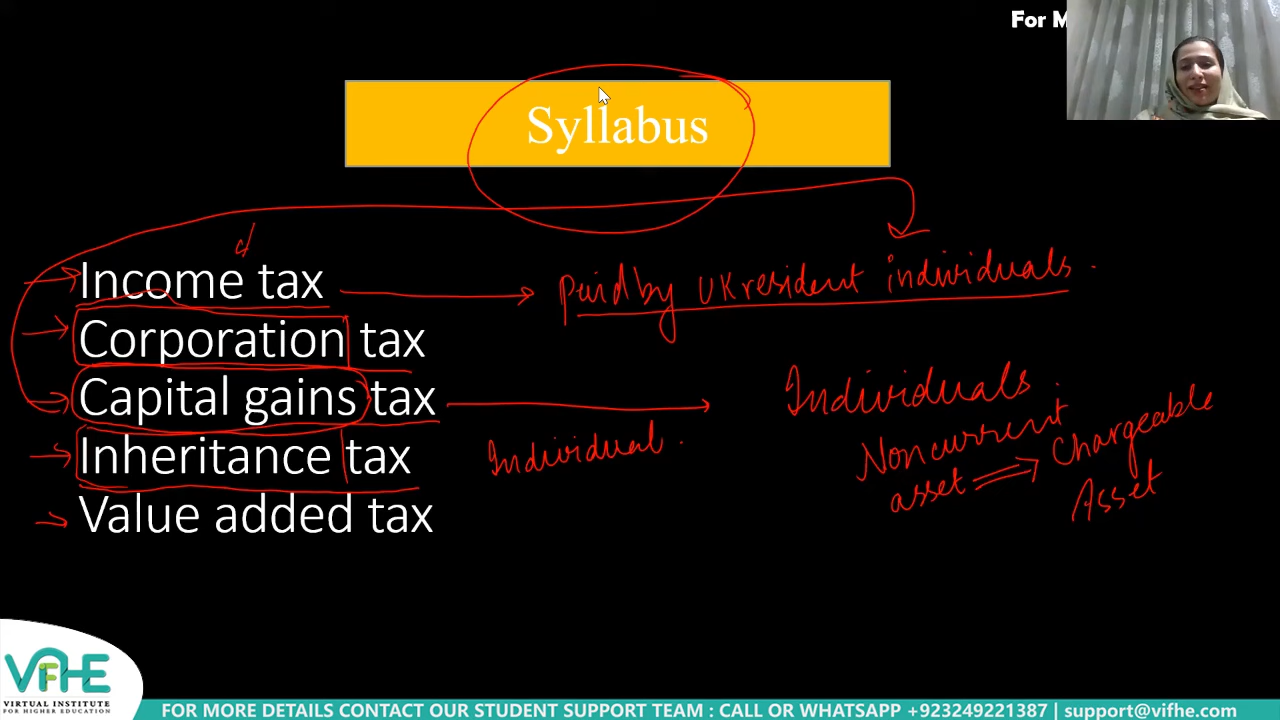 For M
Syllabus
Income tax
Paid by UK resident individuals.
Corporation tax
Capital gains tax
Individuals.
Noncurrent
asset
Chargeable
Asset
Inheritance tax
Individual.
Value added tax
VIFHE
VIRTUAL INSTITUTE
FOR HIGHER EDUCATION
FOR MORE DETAILS CONTACT OUR STUDENT SUPPORT TEAM : CALL OR WHATSAPP +923249221387 | support@vifhe.com